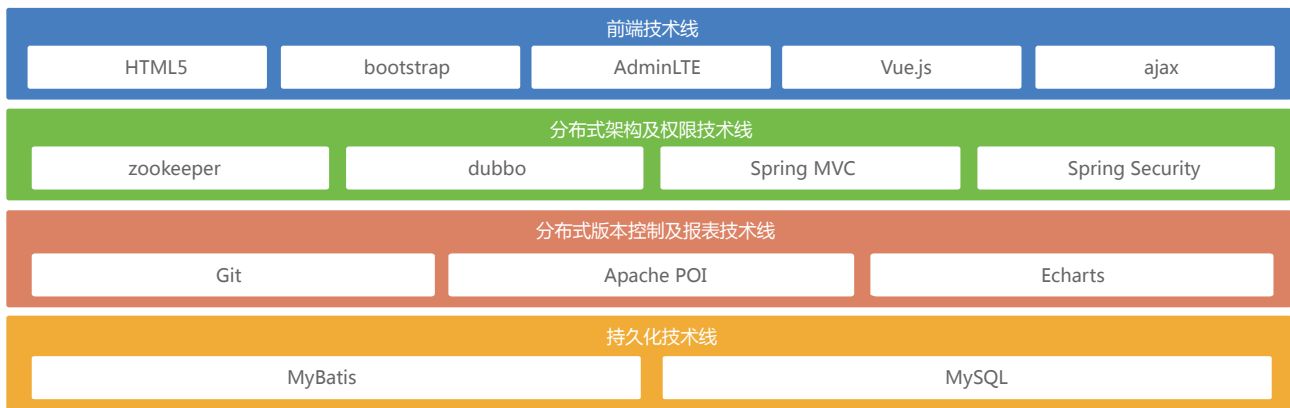 前端技术线
HTML5 bootstrap AdminLTE Vue.js ajax
分布式架构及权限技术线
zookeeper dubbo Spring MVC Spring Security
分布式版本控制及报表技术线
Git Apache POI Echarts
持久化技术线
MyBatis MySQL